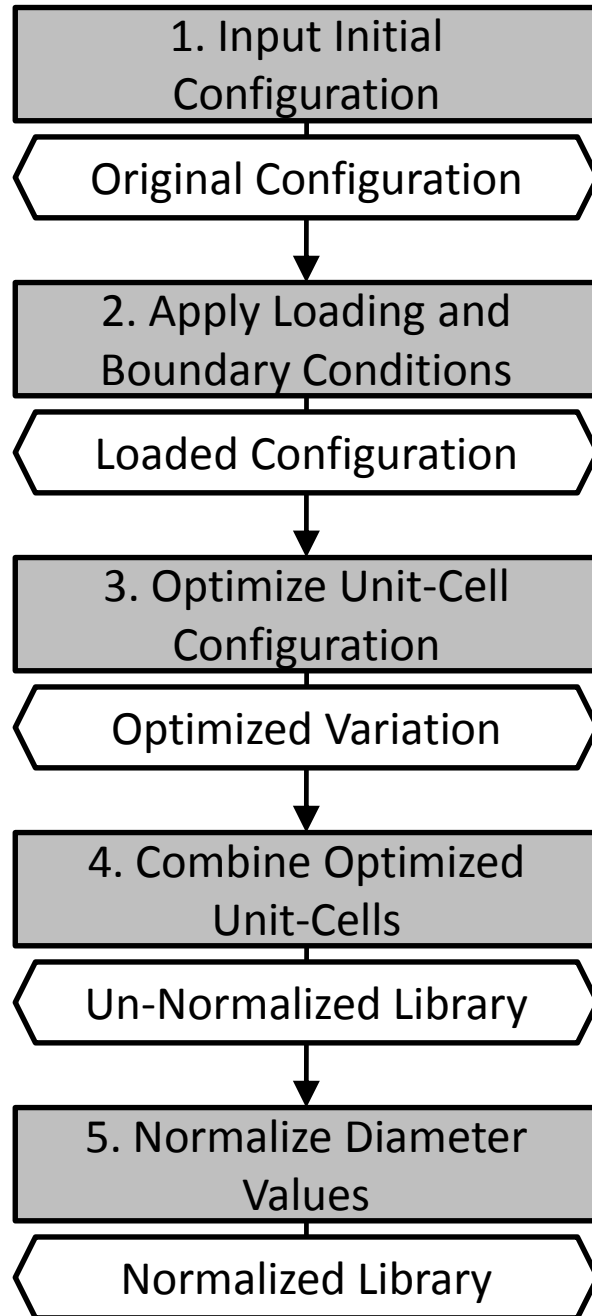 1. Input Initial
Configuration
Original Configuration
2. Apply Loading and
Boundary Conditions
Loaded Configuration
3. Optimize Unit-Cell
Configuration
Optimized Variation
4. Combine Optimized
Unit-Cells
Un-Normalized Library
5. Normalize Diameter
Values
Normalized Library